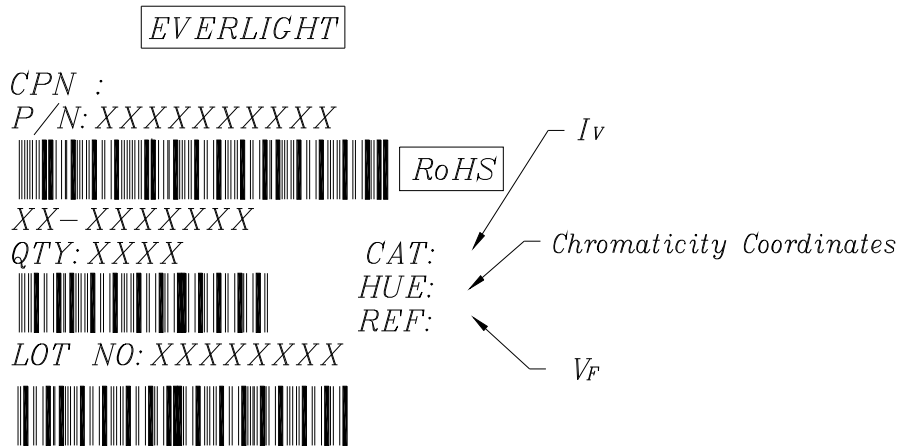 EVERLIGHT
CPN :
P/N: XXXXXXXXXX
RoHS
XX-XXXXXXX
QTY: XXXX
LOT NO: XXXXXXXX
CAT:
HUE:
REF:
Iv
Chromaticity Coordinates
VF